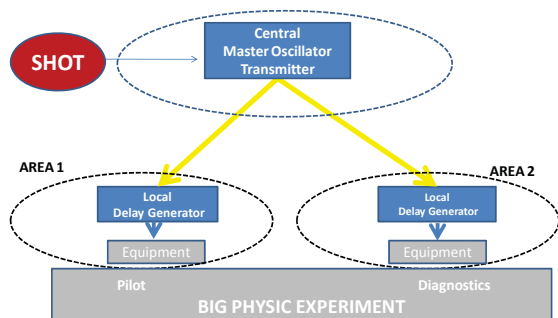 SHOT
Central
Master Oscillator
Transmitter
AREA 1
AREA 2
Local
Delay Generator
Local
Delay Generator
Equipment
Equipment
Pilot
Diagnostics
BIG PHYSIC EXPERIMENT